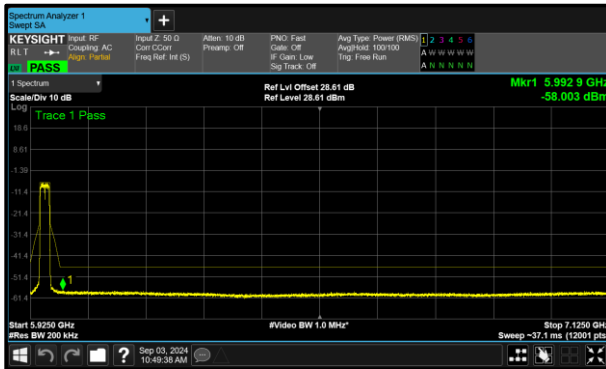 Spectrum Analyzer 1
Swept SA
+
KEYSIGHT
RLT
PASS
Input: RF
Coupling: AC
Align: Partial
Input Z: 50 Ω
Corr CCorr
Freq Ref: Int (S)
Atten: 10 dB
Preamp: Off
PNO: Fast
Gate: Off
IF Gain: Low
Sig Track: Off
Avg Type: Power (RMS)
Avg|Hold: 100/100
Trig: Free Run
1 2 3 4 5 6
A W W W W W
A N N N N N
1 Spectrum
Scale/Div 10 dB
Ref Lvl Offset 28.61 dB
Ref Level 28.61 dBm
Mkr1 5.992 9 GHz
-58.003 dBm
Log
Trace 1 Pass
18.6
8.61
-1.39
-11.4
-21.4
-31.4
-41.4
-51.4
-61.4
1
Start 5.9250 GHz
#Res BW 200 kHz
#Video BW 1.0 MHz*
Stop 7.1250 GHz
Sweep ~37.1 ms (12001 pts)
?
Sep 03, 2024
10:49:38 AM